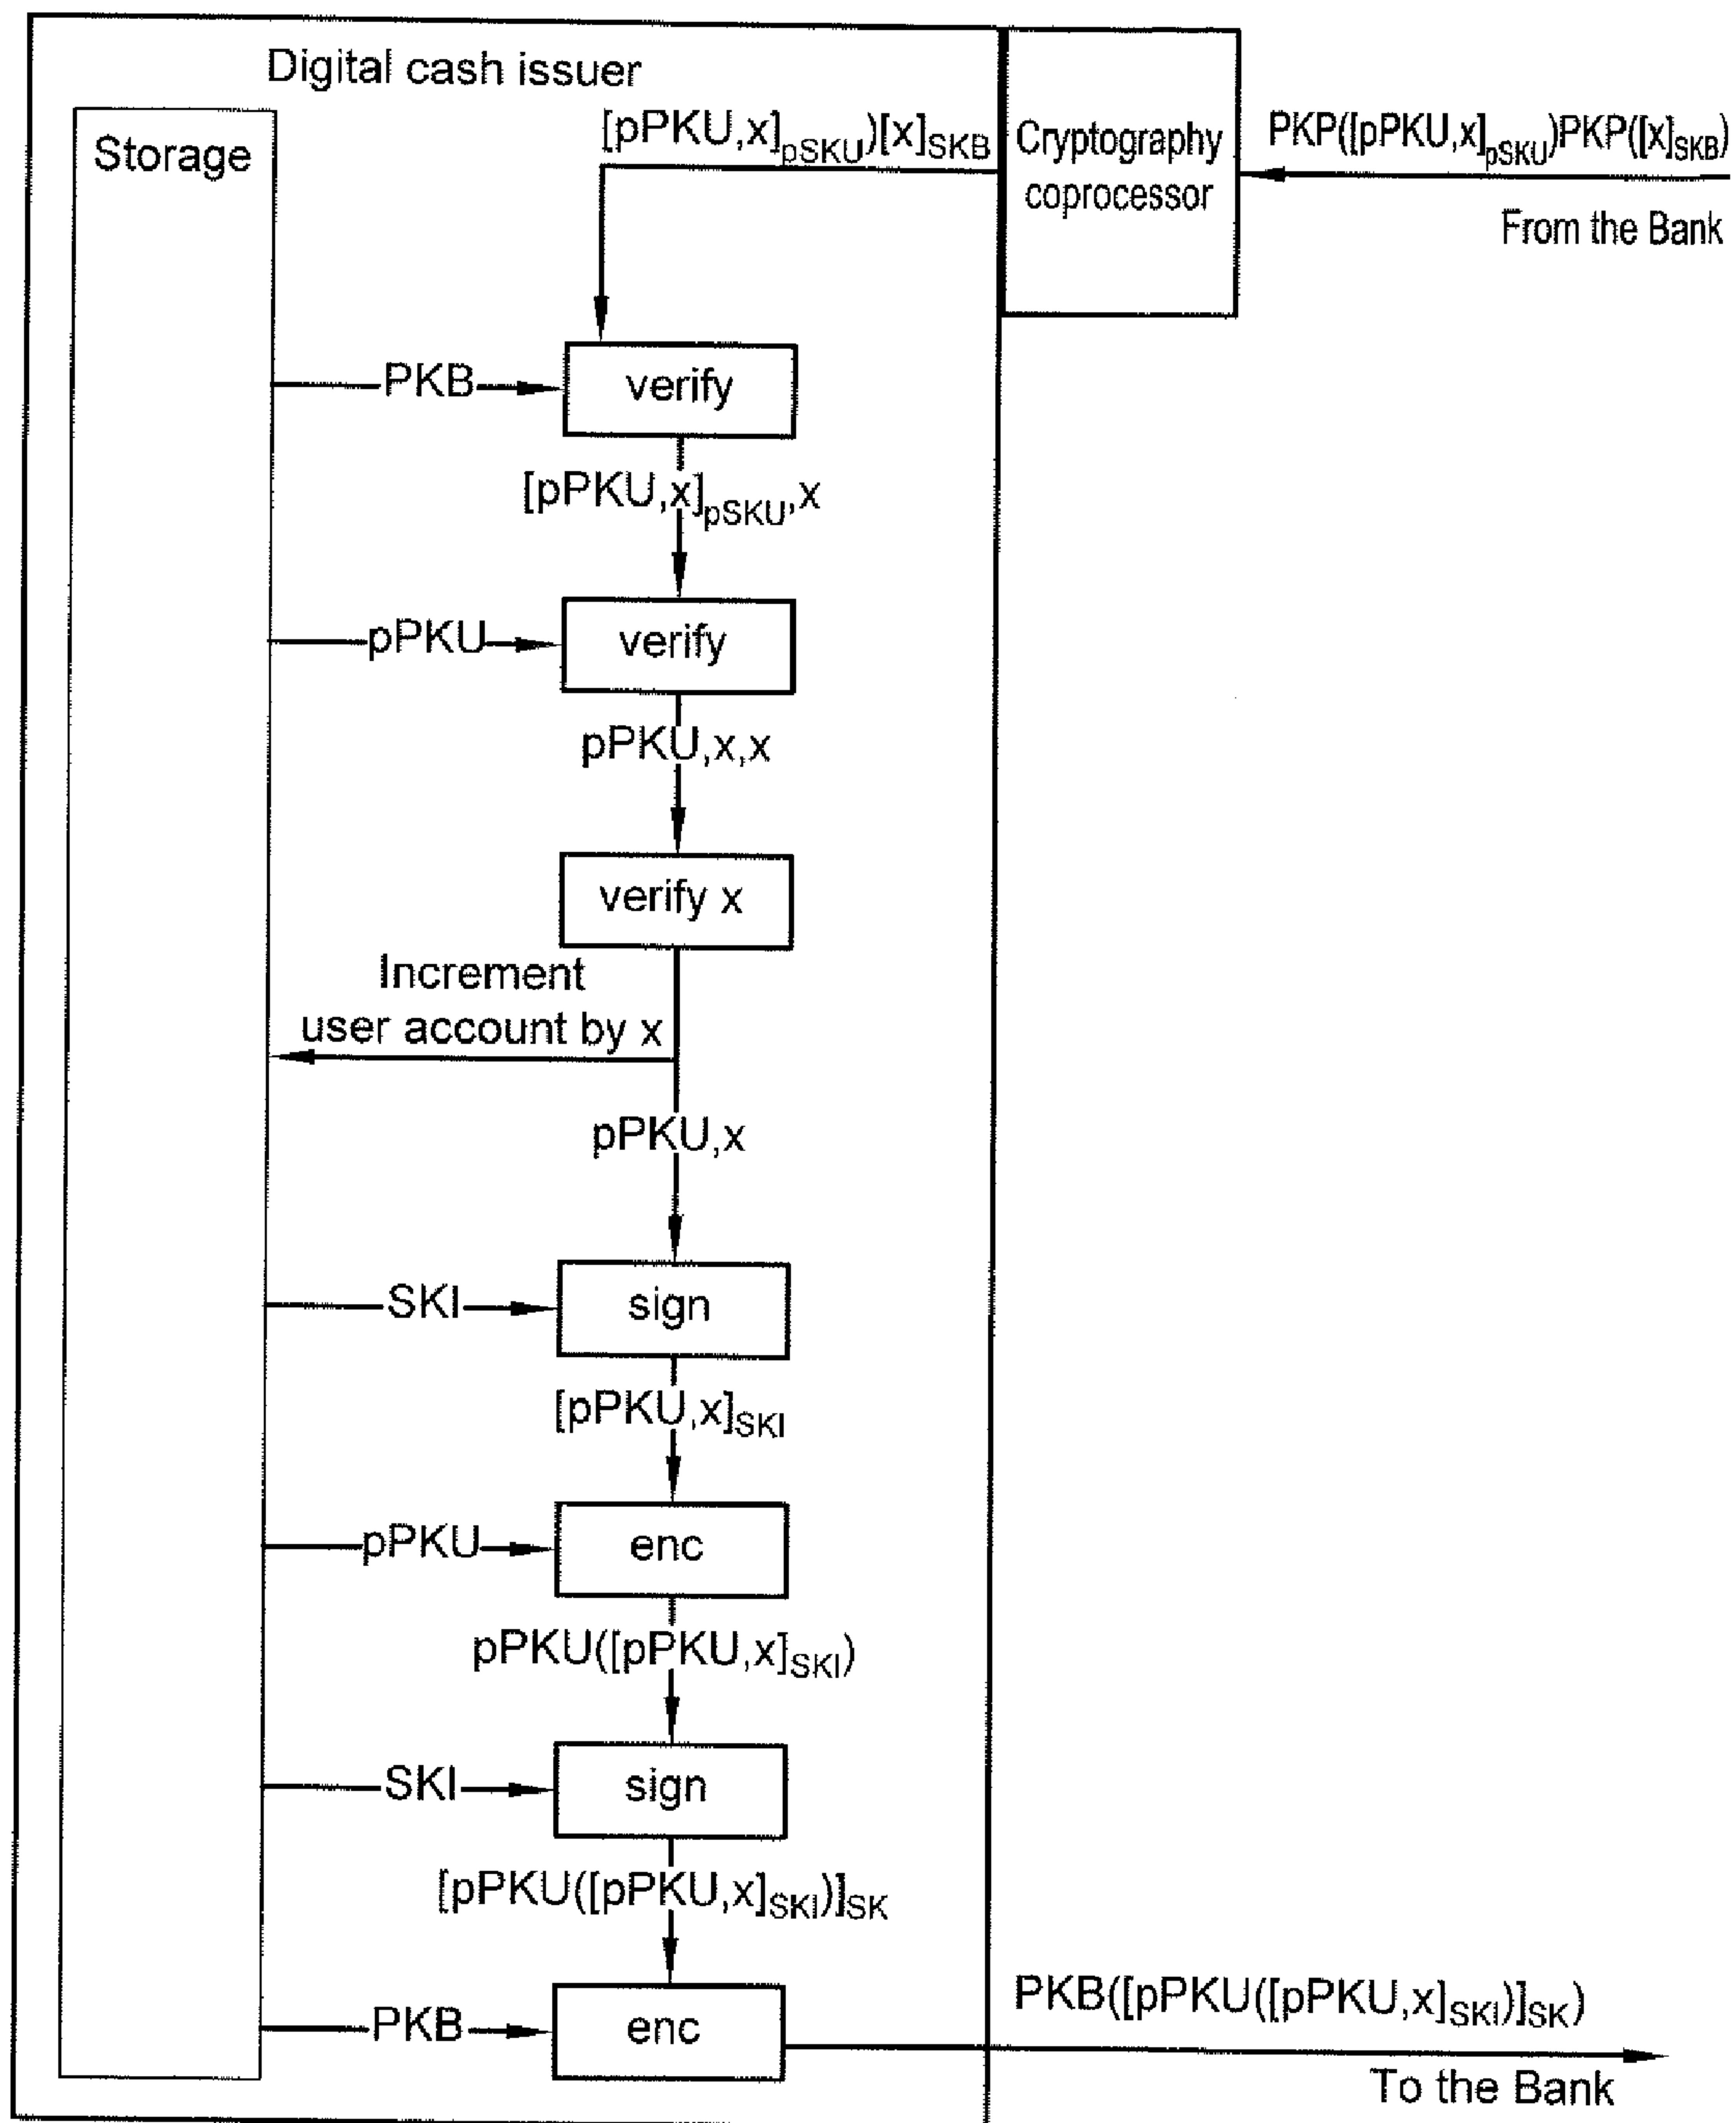 Digital cash issuer
Storage
[pPKU,x]pSKU)[x]SKB
Cryptography
coprocessor
PKP([pPKU,x]pSKU)PKP([x]SKB)
From the Bank
PKB
verify
[pPKU,x]pSKU,x
pPKU
verify
pPKU,x,x
verify x
Increment
user account by x
pPKU,x
SKI
sign
[pPKU,x]SKI
pPKU
enc
pPKU([pPKU,x]SKI)
SKI
sign
[pPKU([pPKU,x]SKI)]SK
PKB
enc
PKB([pPKU([pPKU,x]SKI)]SK)
To the Bank